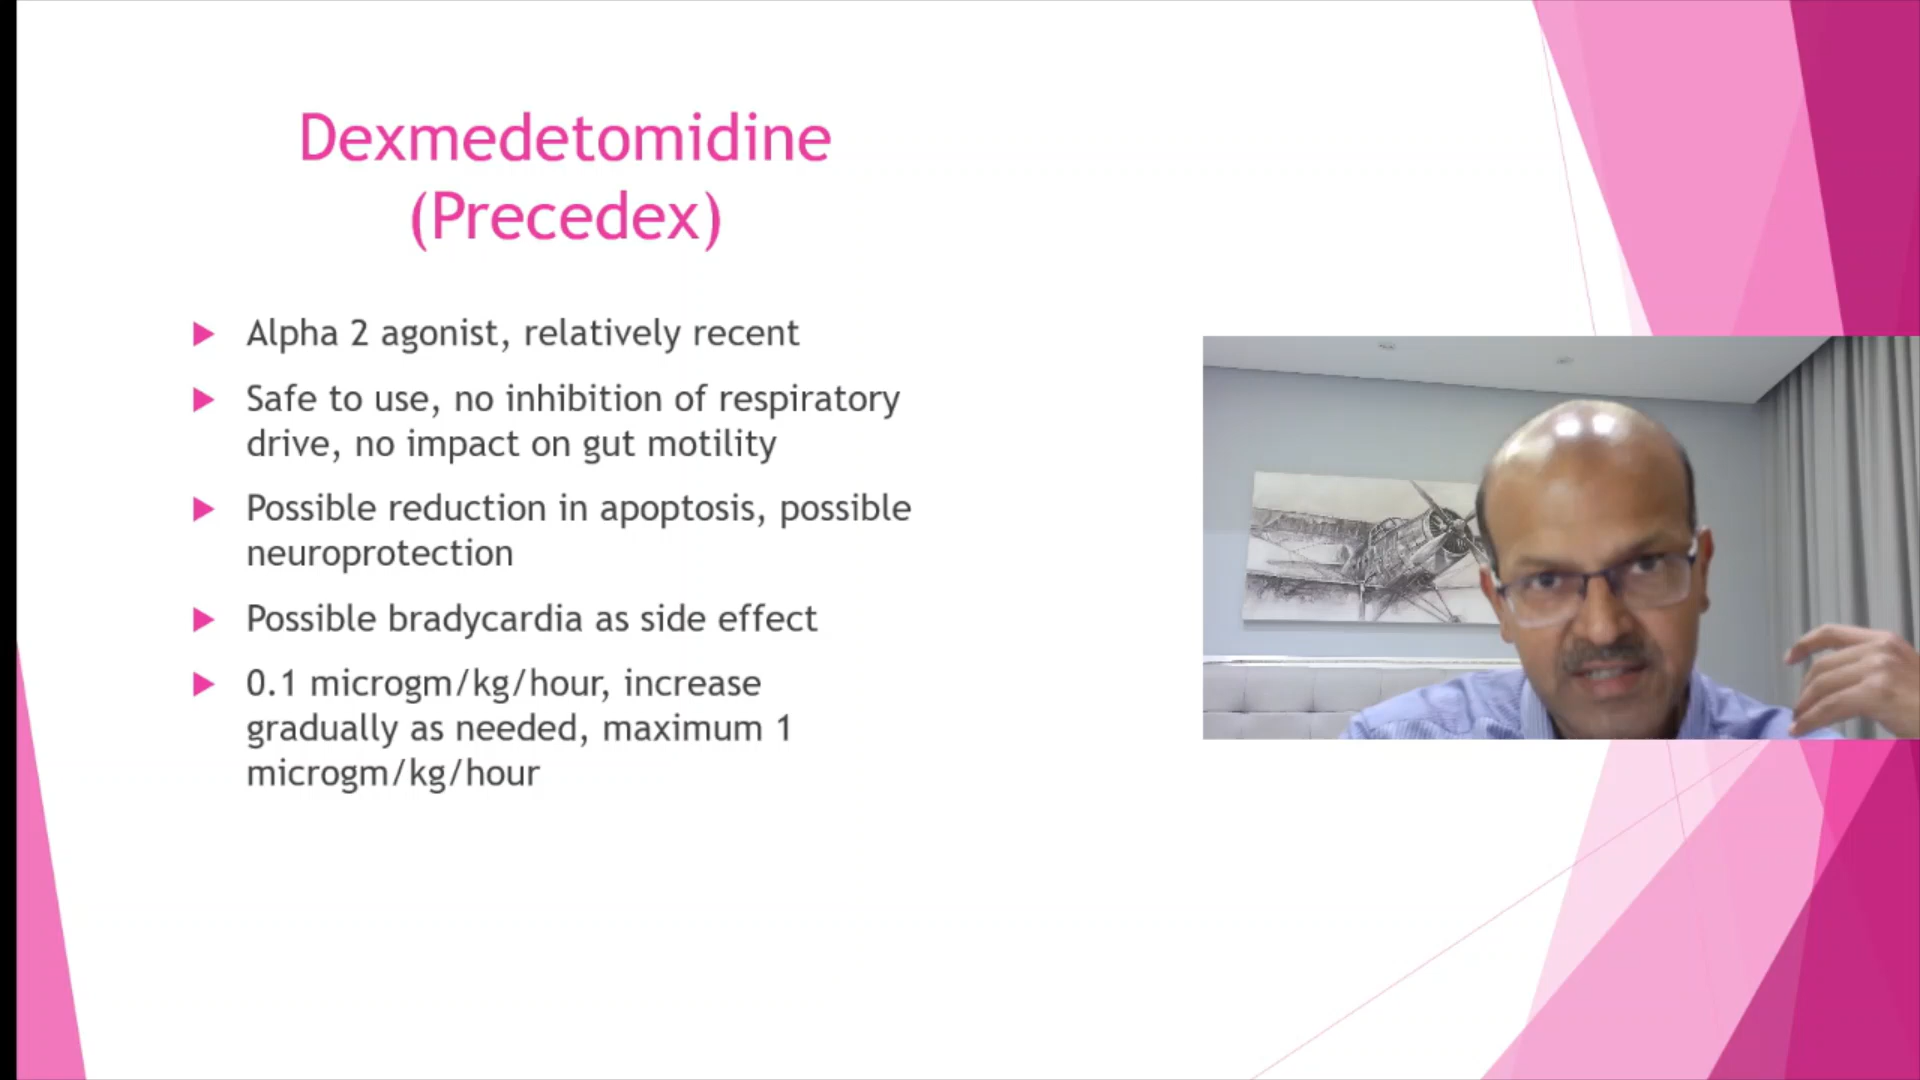 Dexmedetomidine
(Precedex)
Alpha 2 agonist, relatively recent
Safe to use, no inhibition of respiratory
drive, no impact on gut motility
Possible reduction in apoptosis, possible
neuroprotection
Possible bradycardia as side effect
0.1 microgm/kg/hour, increase
gradually as needed, maximum 1
microgm/kg/hour